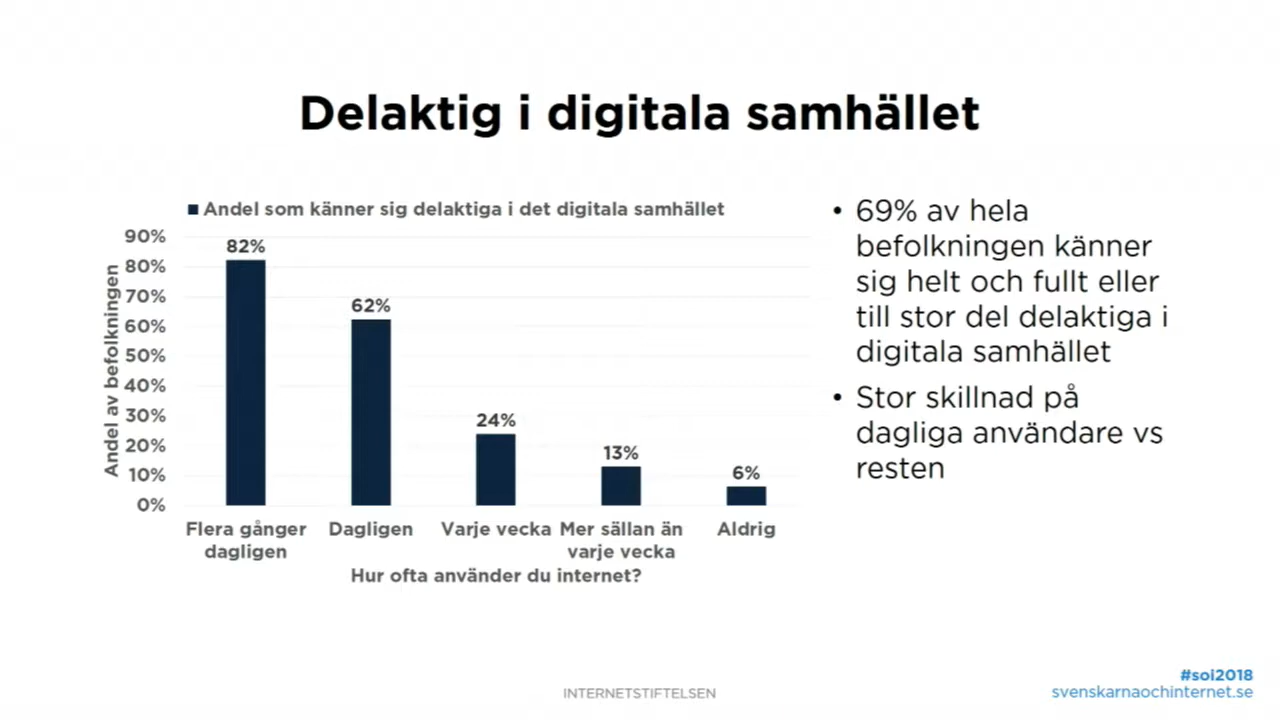 Delaktig i digitala samhället
Andel som känner sig delaktiga i det digitala samhället
Andel av befolkningen
90%
80%
70%
60%
50%
40%
30%
20%
10%
0%
82%
62%
24%
13%
6%
Flera gånger
dagligen
Dagligen
Varje vecka
Mer sällan än
varje vecka
Aldrig
Hur ofta använder du internet?
• 69% av hela
befolkningen känner
sig helt och fullt eller
till stor del delaktiga i
digitala samhället
• Stor skillnad på
dagliga användare vs
resten
INTERNETSTIFTELSEN
#soi2018
svenskarnaochinternet.se